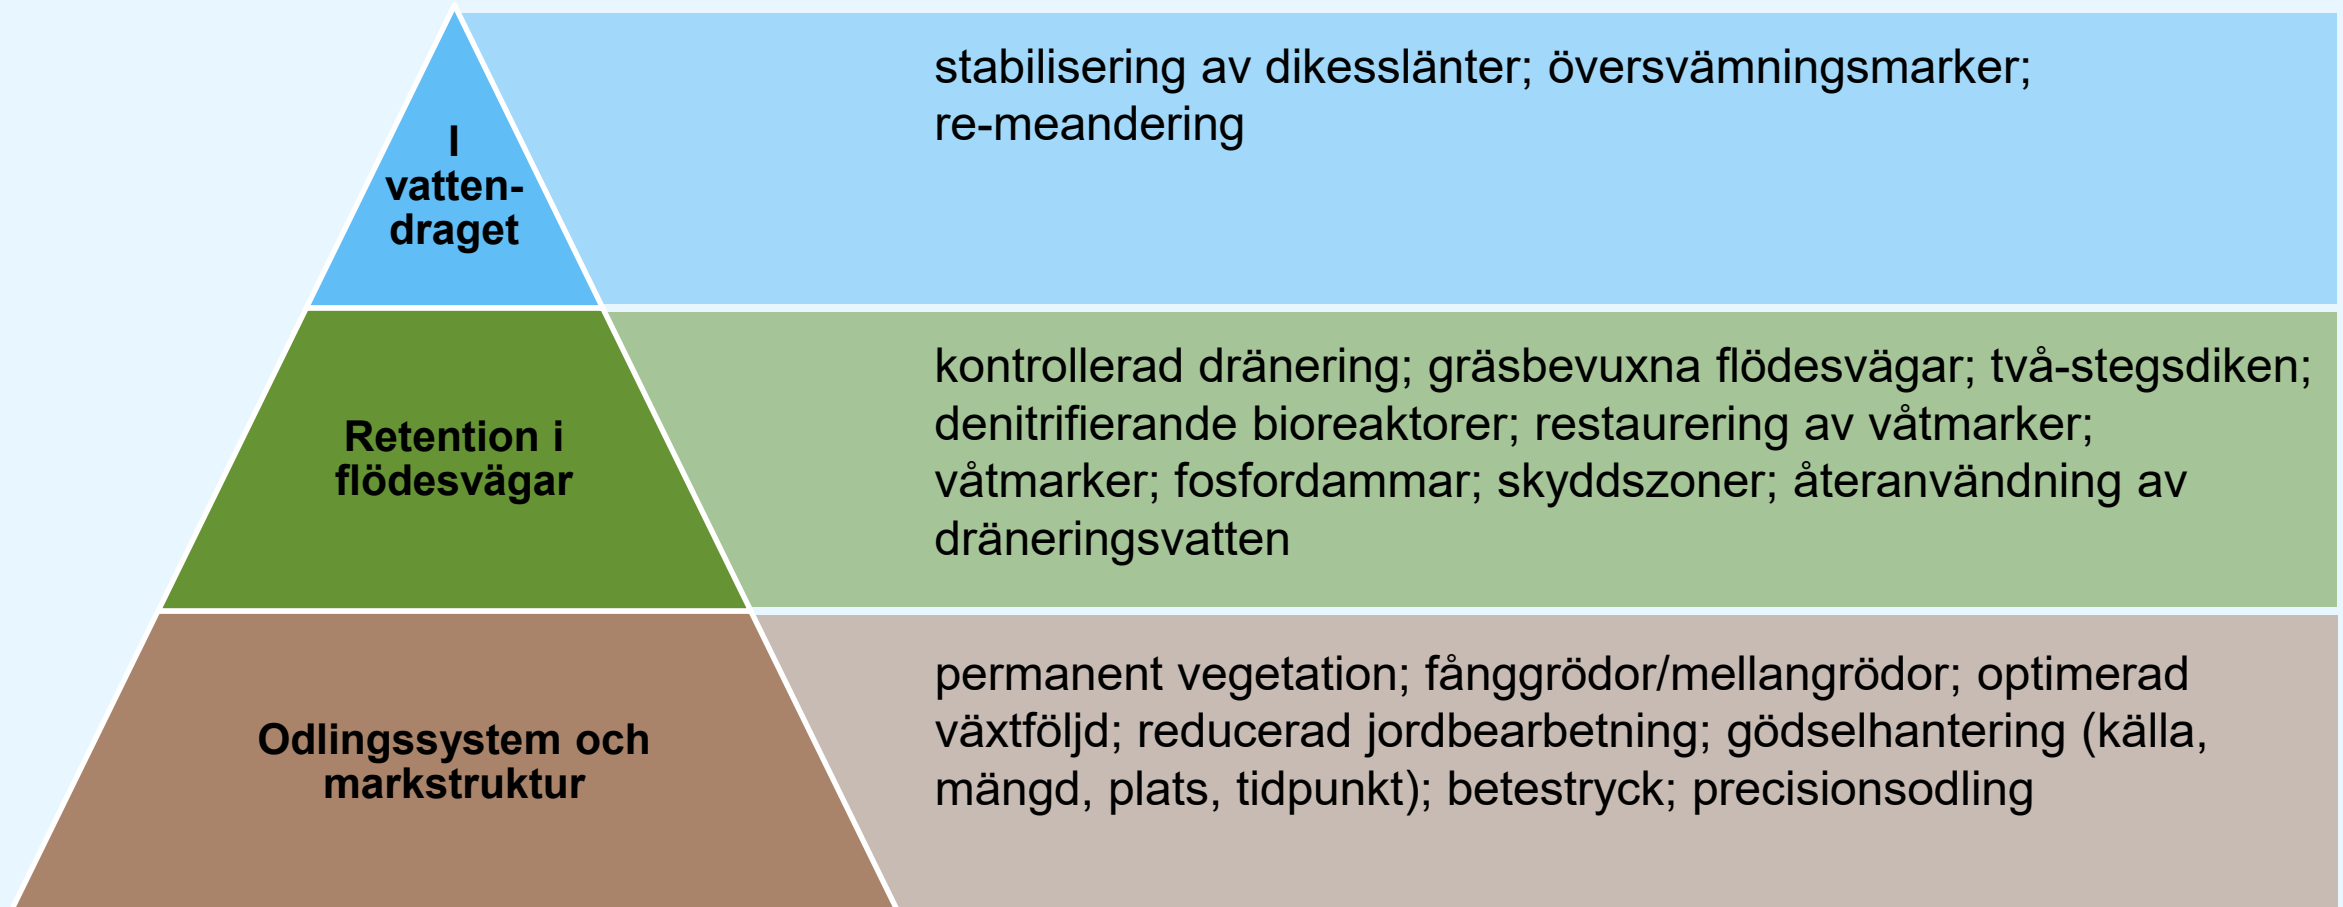 I
vatten-
draget
stabilisering av dikesslänter; översvämningsmarker;
re-meandering
Retention i
flödesvägar
kontrollerad dränering; gräsbevuxna flödesvägar; två-stegsdiken;
denitrifierande bioreaktorer; restaurering av våtmarker;
våtmarker; fosfordammar; skyddszoner; återanvändning av
dräneringsvatten
Odlingssystem och
markstruktur
permanent vegetation; fånggrödor/mellangrödor; optimerad
växtföljd; reducerad jordbearbetning; gödselhantering (källa,
mängd, plats, tidpunkt); betestryck; precisionsodling